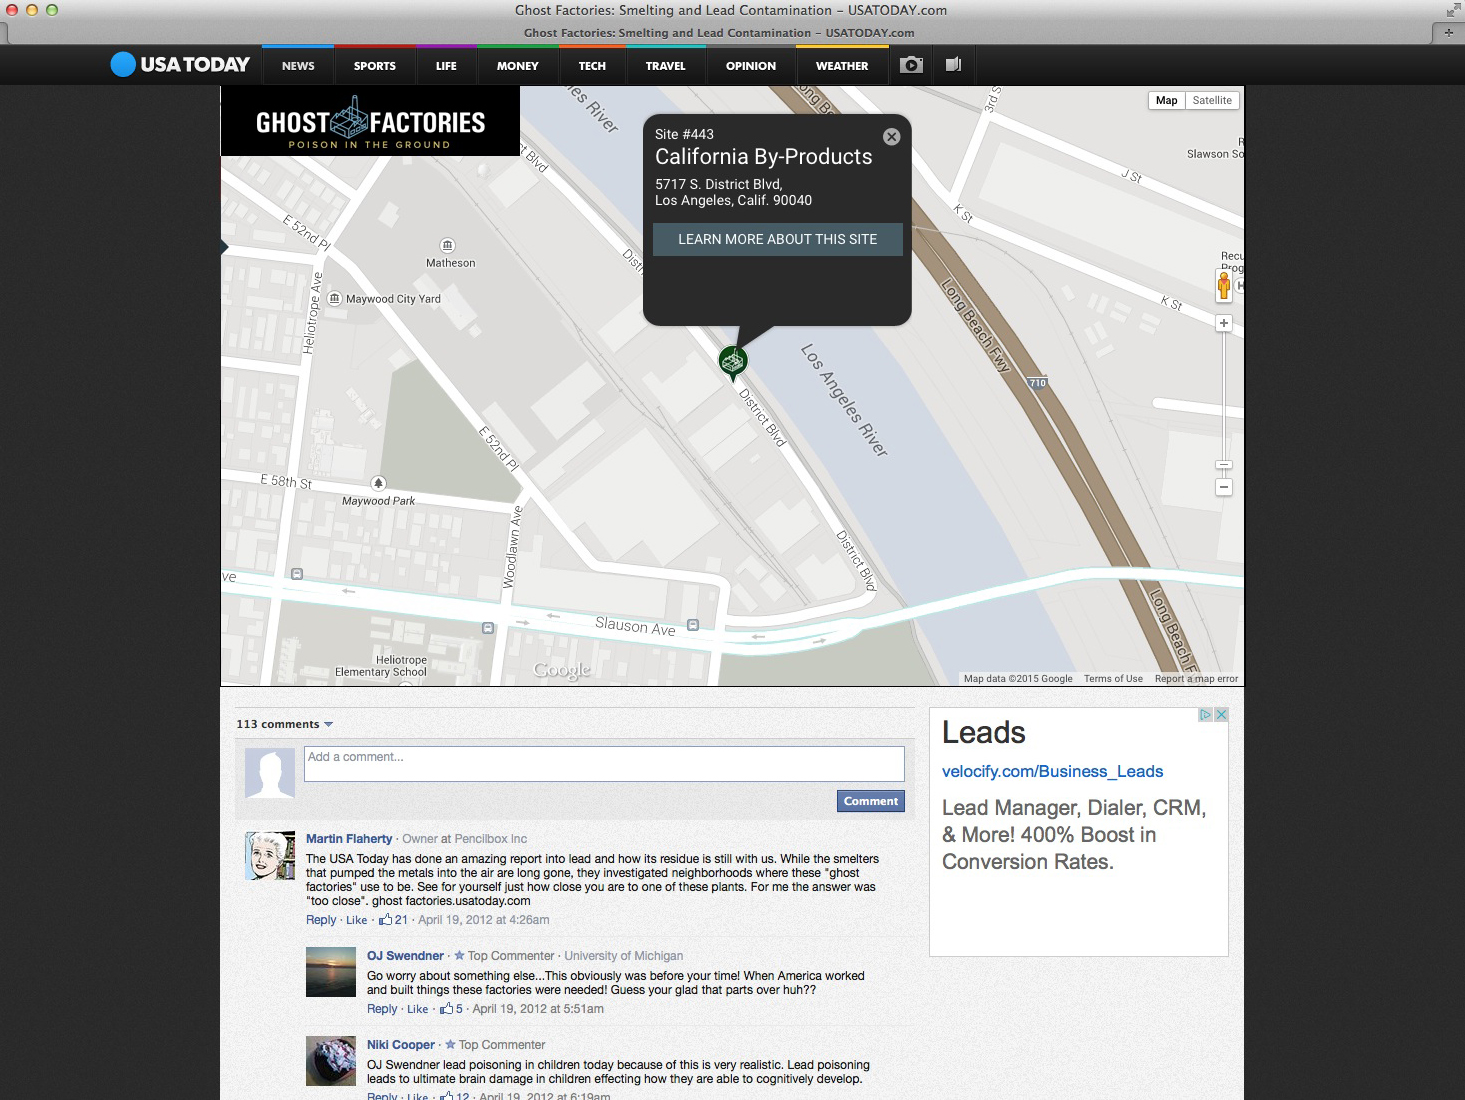 Ghost Factories: Smelting and Lead Contamination – USATODAY.com
Ghost Factories: Smelting and Lead Contamination – USATODAY.com
USA TODAY
NEWS
SPORTS
LIFE
MONEY
TECH
TRAVEL
OPINION
WEATHER
GHOST FACTORIES
POISON IN THE GROUND
Map
Satellite
Site #443
California By-Products
5717 S. District Blvd,
Los Angeles, Calif. 90040
LEARN MORE ABOUT THIS SITE
les River
t Blvd
3rd S
Long Bea
Slawson So
J St
K St
E 52nd Pl
Matheson
Maywood City Yard
Heliotrope Ave
Distri
Recu
Prog
H
K St
Long Beach Fwy
710
Los Angeles River
District Blvd
E 52nd Pl
E 58th St
Maywood Park
Woodlawn Ave
District Blvd
ve
Slauson Ave
Long Beach F
Heliotrope
Elementary School
Google
Map data ©2015 Google
Terms of Use
Report a map error
113 comments
Add a comment...
Comment
Martin Flaherty · Owner at Pencilbox Inc
The USA Today has done an amazing report into lead and how its residue is still with us. While the smelters
that pumped the metals into the air are long gone, they investigated neighborhoods where these "ghost
factories" use to be. See for yourself just how close you are to one of these plants. For me the answer was
"too close". ghost factories.usatoday.com
Reply · Like · 21 · April 19, 2012 at 4:26am
OJ Swendner · Top Commenter · University of Michigan
Go worry about something else...This obviously was before your time! When America worked
and built things these factories were needed! Guess your glad that parts over huh??
Reply · Like · 5 · April 19, 2012 at 5:51am
Niki Cooper · Top Commenter
OJ Swendner lead poisoning in children today because of this is very realistic. Lead poisoning
leads to ultimate brain damage in children effecting how they are able to cognitively develop.
Reply · Like · 12 · April 19, 2012 at 6:19am
Leads
velocify.com/Business_Leads
Lead Manager, Dialer, CRM,
& More! 400% Boost in
Conversion Rates.